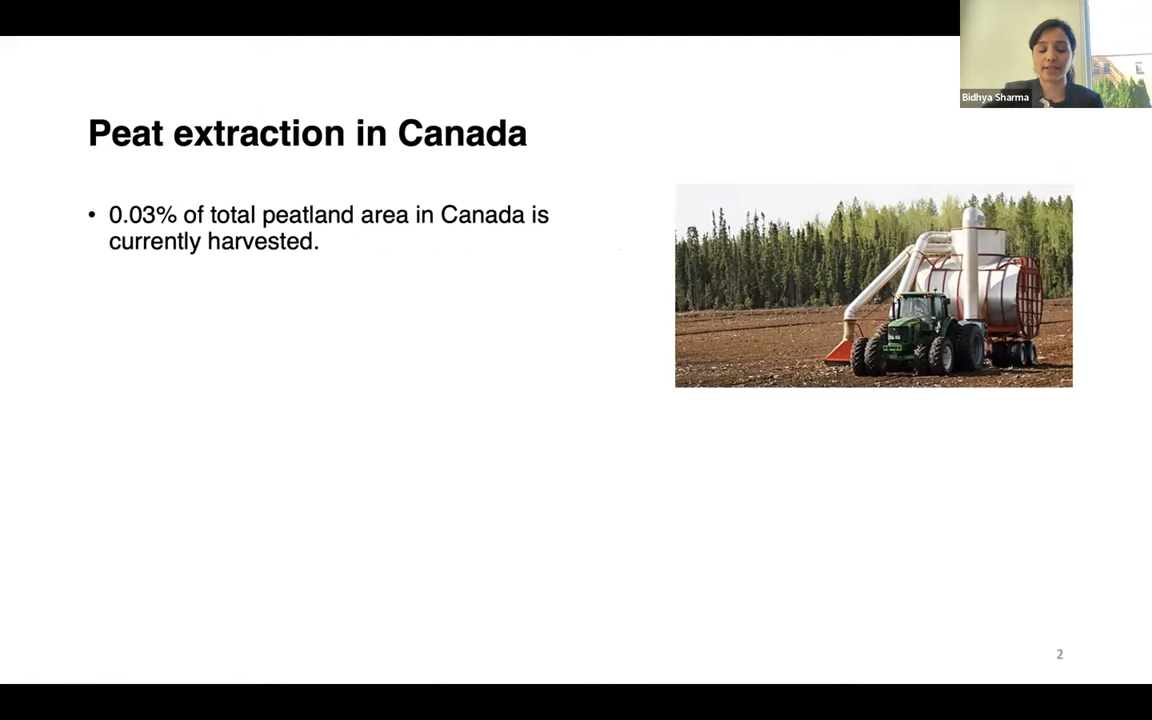 Bidhya Sharma
Peat extraction in Canada
• 0.03% of total peatland area in Canada is
currently harvested.
2